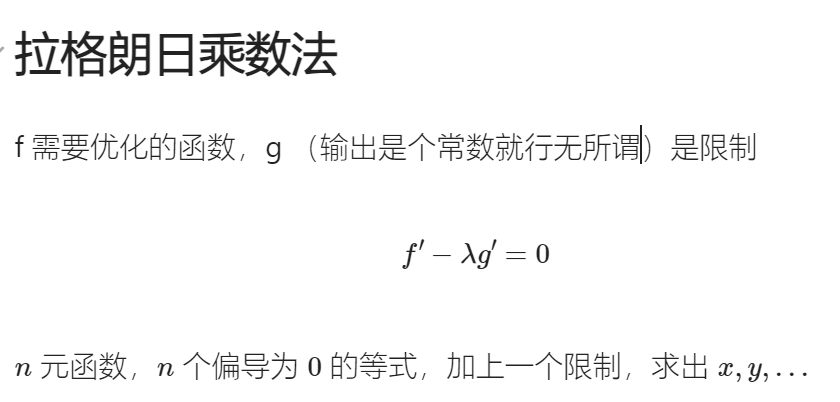 拉格朗日乘数法
f 需要优化的函数，g （输出是个常数就行无所谓）是限制
f′ − λg′ = 0
n 元函数，n 个偏导为 0 的等式，加上一个限制，求出 x, y, …